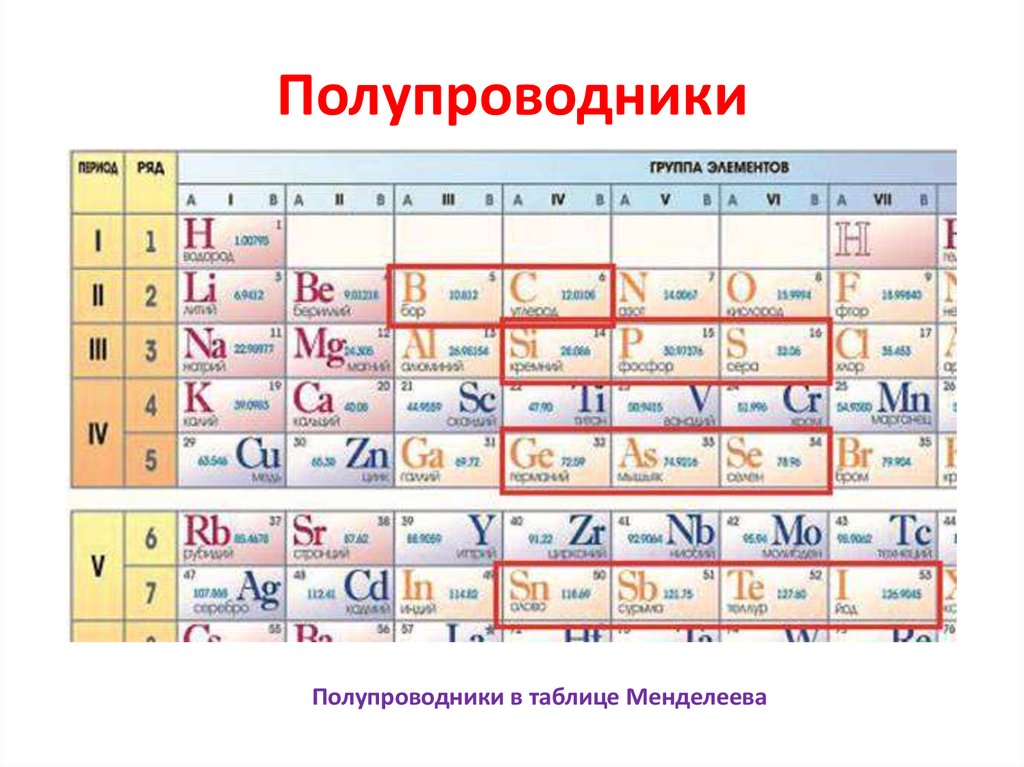 Полупроводники
ПЕРИОД РЯД ГРУППА ЭЛЕМЕНТОВ
А I В А II В А III В А IV В А V В А VI В А VII В
I 1 H 1 1.00795 водород H
II 2 Li 3 6.9412 литий Be 9.01218 бериллий B 5 10.812 бор C 6 12.0108 углерод N 7 14.0067 азот O 8 15.9994 кислород F 9 18.99840 фтор
III 3 Na 11 22.98977 натрий Mg 12 24.305 магний Al 13 26.98154 алюминий Si 14 28.086 кремний P 15 30.97376 фосфор S 16 32.06 сера Cl 17 35.453 хлор
IV 4 K 19 39.0983 калий Ca 20 40.08 кальций 21 44.9559 Sc скандий 22 47.90 Ti титан 23 50.9415 V ванадий 24 51.996 Cr хром 25 54.9380 Mn марганец 26
5 29 63.546 Cu медь 30 65.38 Zn цинк Ga 31 69.72 галлий Ge 32 72.59 германий As 33 74.9216 мышьяк Se 34 78.96 селен Br 35 79.904 бром
V 6 Rb 37 85.4678 рубидий Sr 38 87.62 стронций 39 88.9059 Y иттрий 40 91.22 Zr цирконий 41 92.9064 Nb ниобий 42 95.94 Mo молибден 43 98.9062 Tc технеций 44
7 47 107.868 Ag серебро 48 112.41 Cd кадмий In 49 114.82 индий Sn 50 118.69 олово Sb 51 121.75 сурьма Te 52 127.60 теллур I 53 126.9045 йод
Cs 55 Ba 56 57 La* 72 Hf 73 Ta 74 W 75 Re 76
Полупроводники в таблице Менделеева